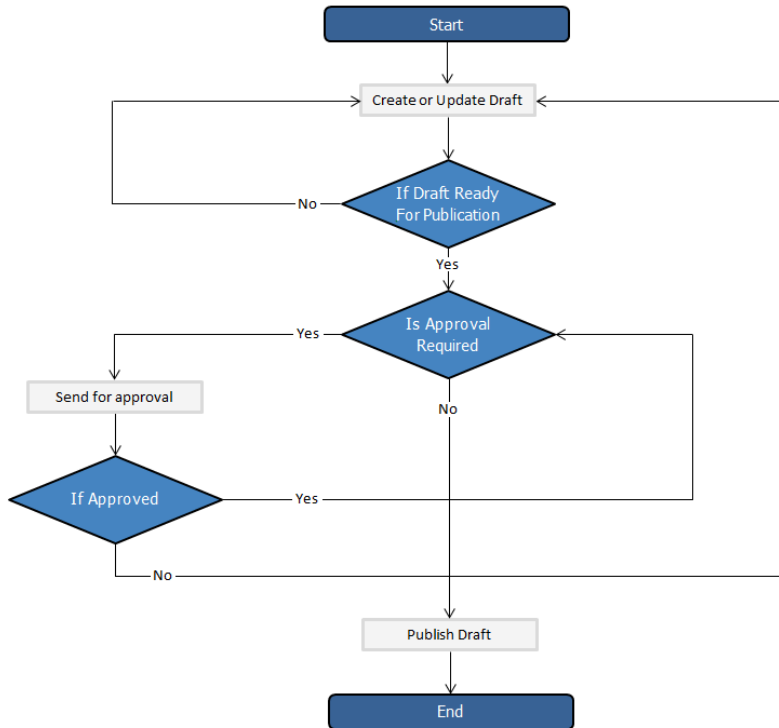 Start
Create or Update Draft
If Draft Ready
For Publication
No
Yes
Is Approval
Required
Yes
Send for approval
No
If Approved
Yes
No
Publish Draft
End